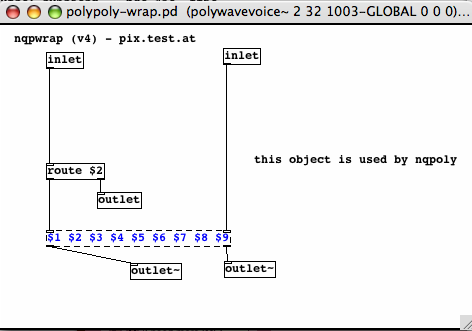 polypoly-wrap.pd (polywavevoice~ 2 32 1003-GLOBAL 0 0 0)...
nqpwrap (v4) - pix.test.at
inlet
inlet
this object is used by nqpoly
route $2
outlet
$1 $2 $3 $4 $5 $6 $7 $8 $9
outlet~
outlet~